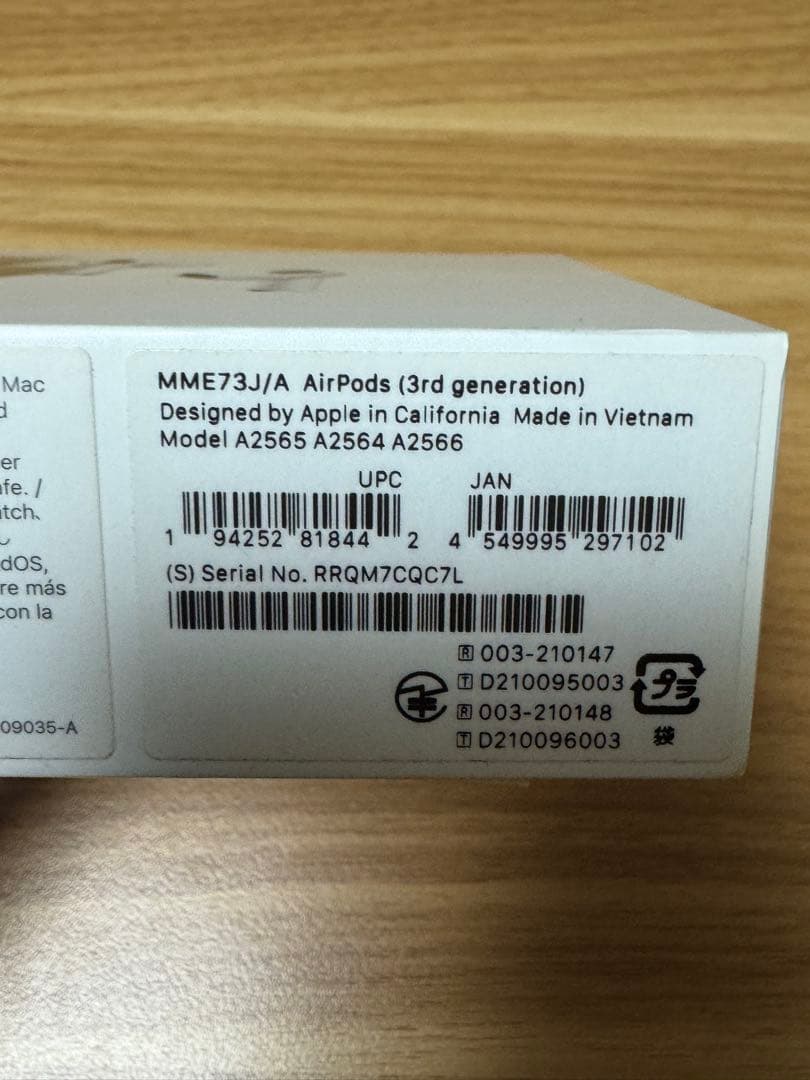 Mac
d
er
afe. /
atch、
dOS,
re más
con la
09035-A
MME73J/A AirPods (3rd generation)
Designed by Apple in California Made in Vietnam
Model A2565 A2564 A2566
UPC JAN
1 94252 81844 2 4 549995 297102
(S) Serial No. RRQM7CQC7L
R 003-210147
T D210095003
R 003-210148
T D210096003
プラ
袋